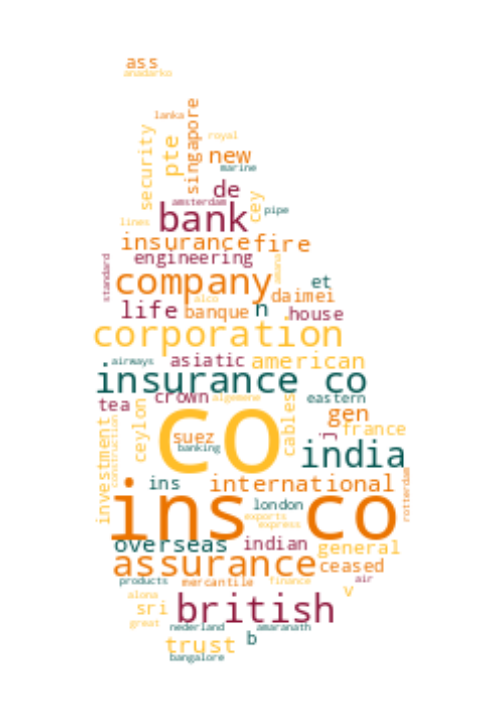 ass
anadarko
lanka
royal
security
pte
singapore
new
marine
de
amsterdam
cey
pipe
lines
bank
insurance
fire
standard
engineering
amana
et
company
daimei
alco
life
banque
n
house
corporation
airways
asiatic
american
insurance co
crown
algemene
eastern
tea
ceylon
co
cables
gen
france
j
suez
banking
india
investment
construction
ins
international
rotterdam
ins co
london
exports
express
overseas
indian
general
assurance
ceased
products
mercantile
finance
air
alona
v
sri
british
great
nederland
amaranath
b
trust
bangalore